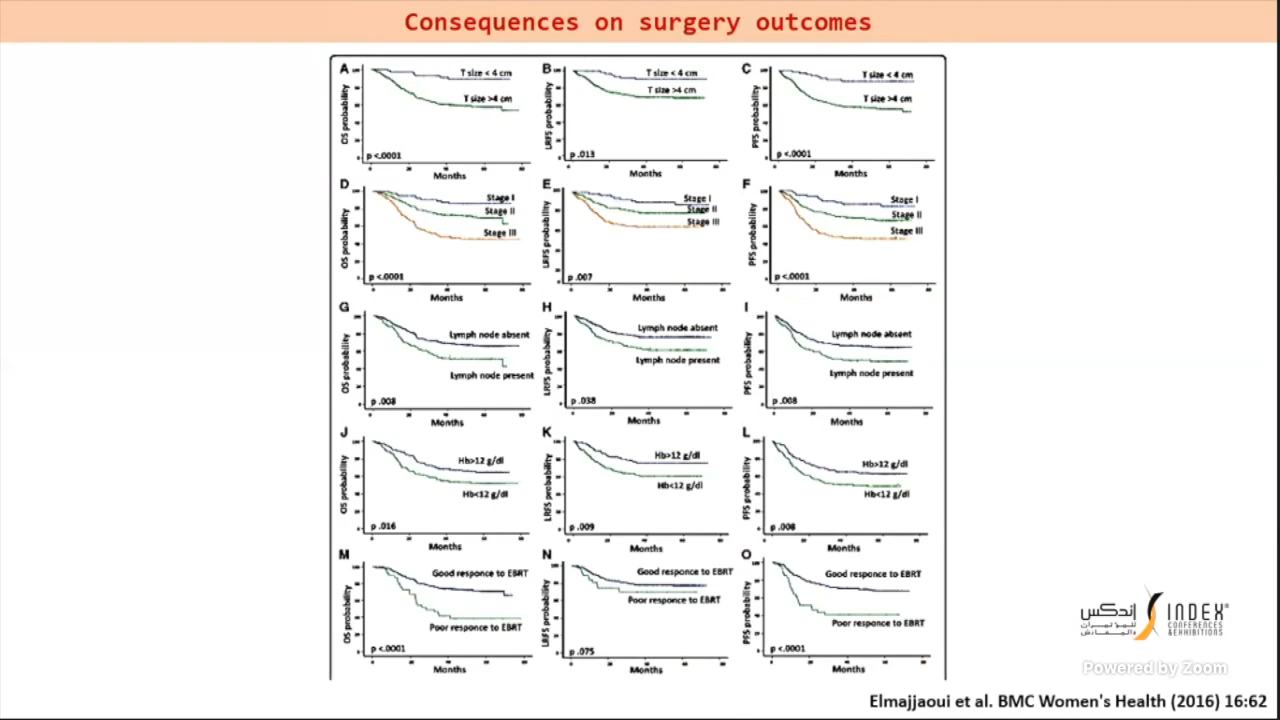 Consequences on surgery outcomes
A
T size < 4 cm
T size >4 cm
OS probability
p <.0001
Months
B
T size < 4 cm
T size >4 cm
LRFS probability
p .013
Months
C
T size < 4 cm
T size >4 cm
PFS probability
p <.0001
Months
D
Stage I
Stage II
Stage III
OS probability
p <.0001
Months
E
Stage I
Stage II
Stage III
LRFS probability
p .007
Months
F
Stage I
Stage II
Stage III
PFS probability
p <.0001
Months
G
Lymph node absent
Lymph node present
OS probability
p .008
Months
H
Lymph node absent
Lymph node present
LRFS probability
p .038
Months
I
Lymph node absent
Lymph node present
PFS probability
p .008
Months
J
Hb>12 g/dl
Hb<12 g/dl
OS probability
p .016
Months
K
Hb>12 g/dl
Hb<12 g/dl
LRFS probability
p .009
Months
L
Hb>12 g/dl
Hb<12 g/dl
PFS probability
p .008
Months
M
Good responce to EBRT
Poor responce to EBRT
OS probability
p <.0001
Months
N
Good responce to EBRT
Poor responce to EBRT
LRFS probability
p .075
Months
O
Good responce to EBRT
Poor responce to EBRT
PFS probability
p <.0001
Months
إندكس
INDEX
CONFERENCES
& EXHIBITIONS
Powered by Zoom
Elmajjaoui et al. BMC Women's Health (2016) 16:62